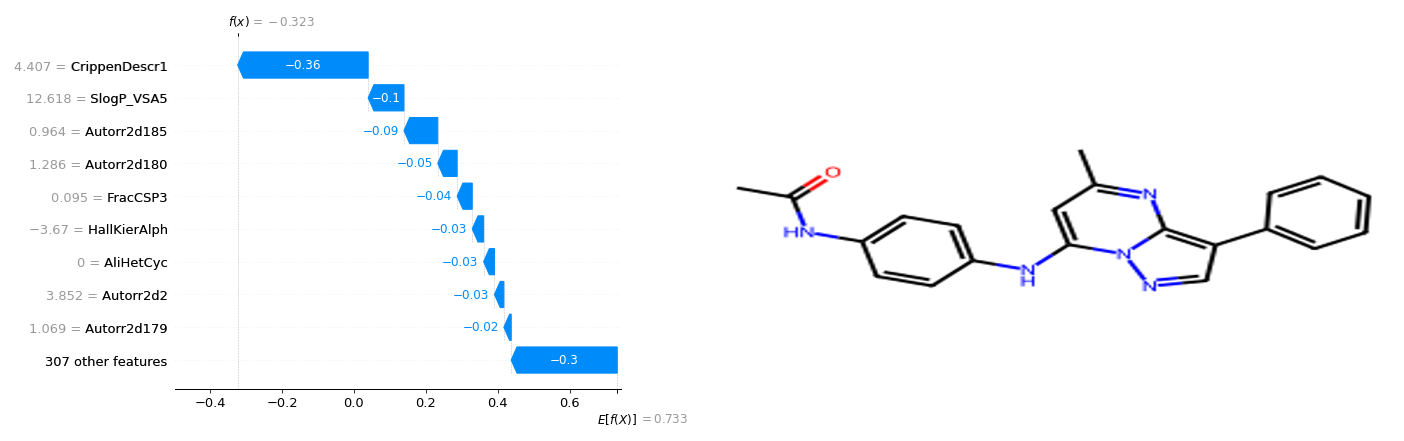 f(x) = −0.323
4.407 = CrippenDescr1
−0.36
12.618 = SlogP_VSA5
−0.1
0.964 = Autorr2d185
−0.09
1.286 = Autorr2d180
−0.05
0.095 = FracCSP3
−0.04
−3.67 = HallKierAlph
−0.03
0 = AliHetCyc
−0.03
3.852 = Autorr2d2
−0.03
1.069 = Autorr2d179
−0.02
307 other features
−0.3
−0.4 −0.2 0.0 0.2 0.4 0.6
E[f(X)] = 0.733
O
HN
N
H
N
N
N